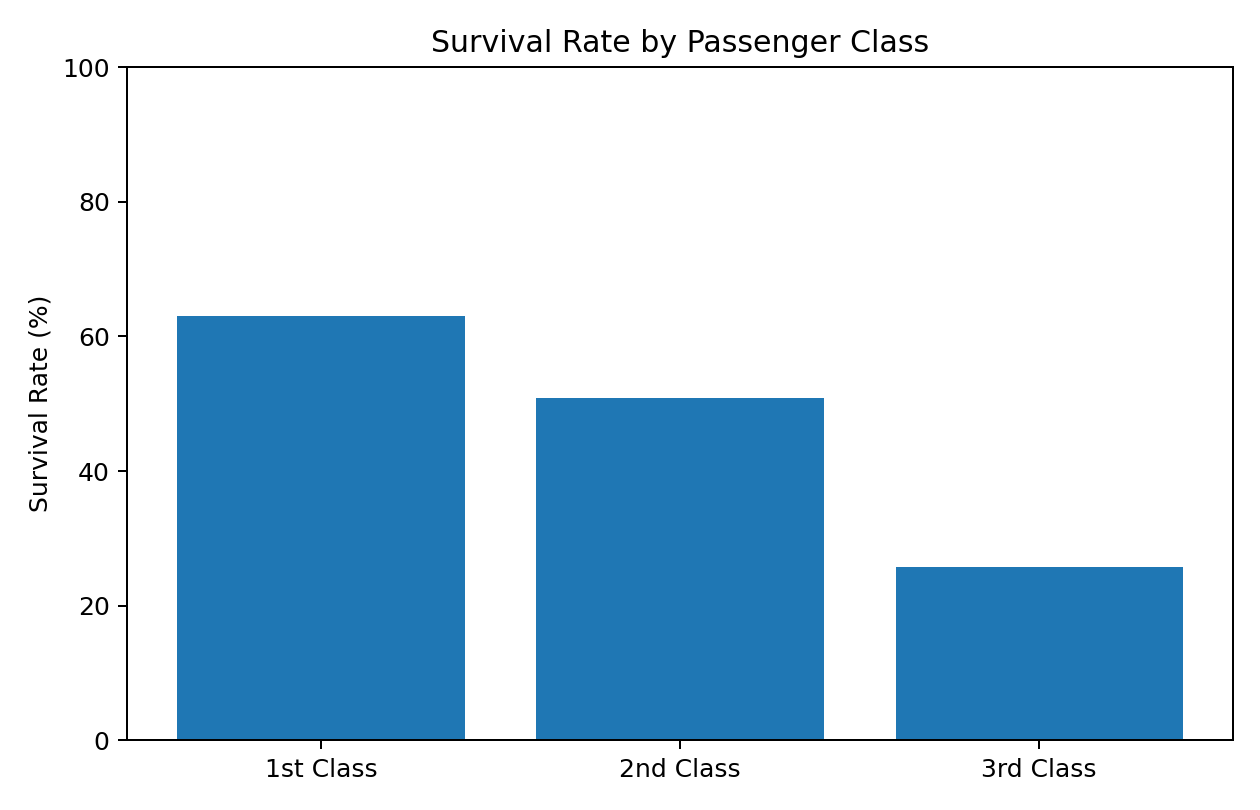 Survival Rate by Passenger Class
100
80
60
40
20
0
Survival Rate (%)
1st Class
2nd Class
3rd Class